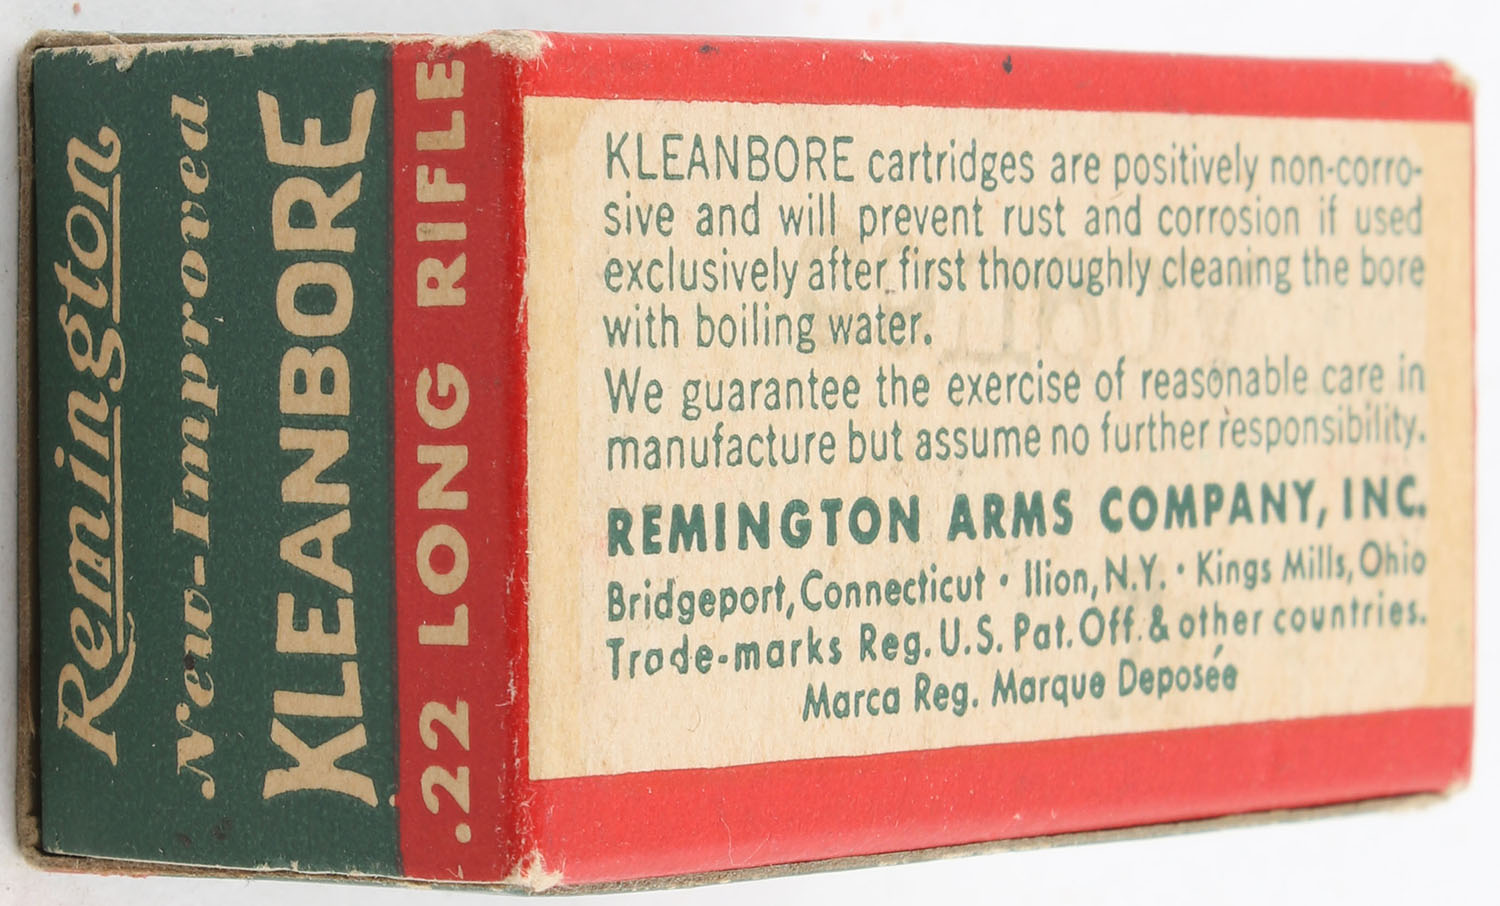 Remington
New-Improved
KLEANBORE
.22 LONG RIFLE
KLEANBORE cartridges are positively non-corro-
sive and will prevent rust and corrosion if used
exclusively after first thoroughly cleaning the bore
with boiling water.
We guarantee the exercise of reasonable care in
manufacture but assume no further responsibility.
REMINGTON ARMS COMPANY, INC.
Bridgeport, Connecticut • Ilion, N.Y. • Kings Mills, Ohio
Trade-marks Reg. U.S. Pat. Off. & other countries.
Marca Reg. Marque Deposée